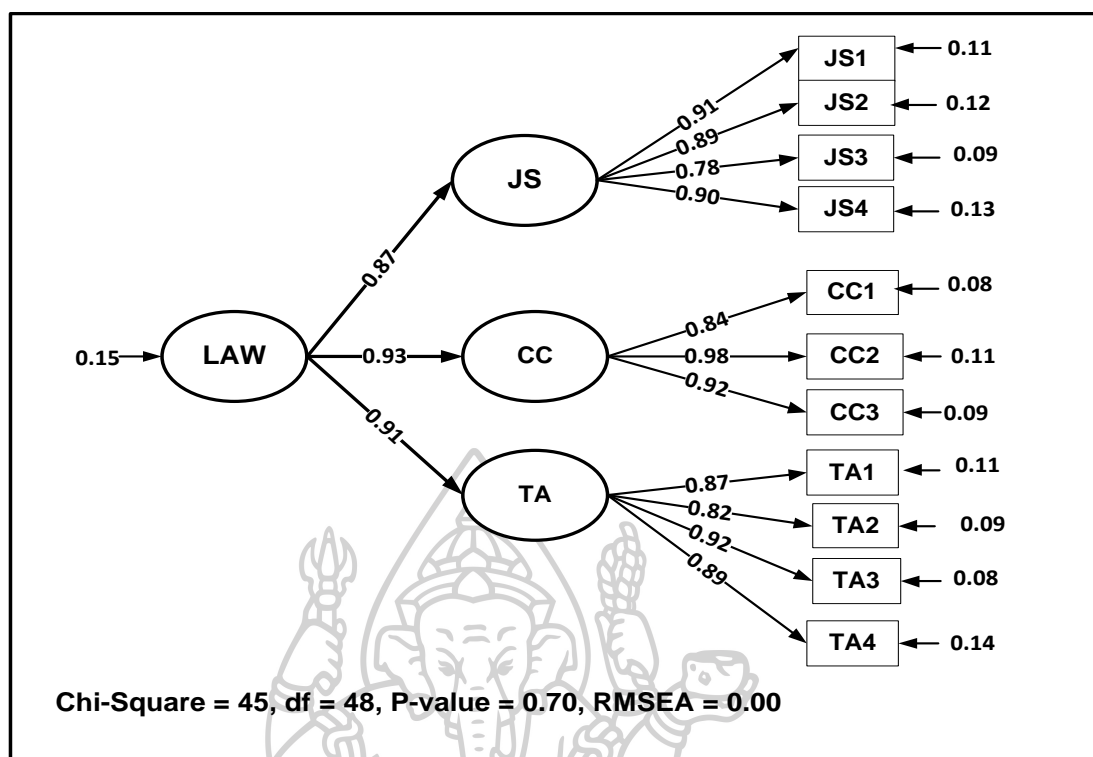 JS1
0.11
JS2
0.12
JS3
0.09
JS4
0.13
0.91
0.89
0.78
0.90
JS
0.87
CC1
0.08
CC2
0.11
CC3
0.09
0.84
0.98
0.92
0.15
LAW
0.93
CC
0.91
TA
TA1
0.11
TA2
0.09
TA3
0.08
TA4
0.14
0.87
0.82
0.92
0.89
Chi-Square = 45, df = 48, P-value = 0.70, RMSEA = 0.00